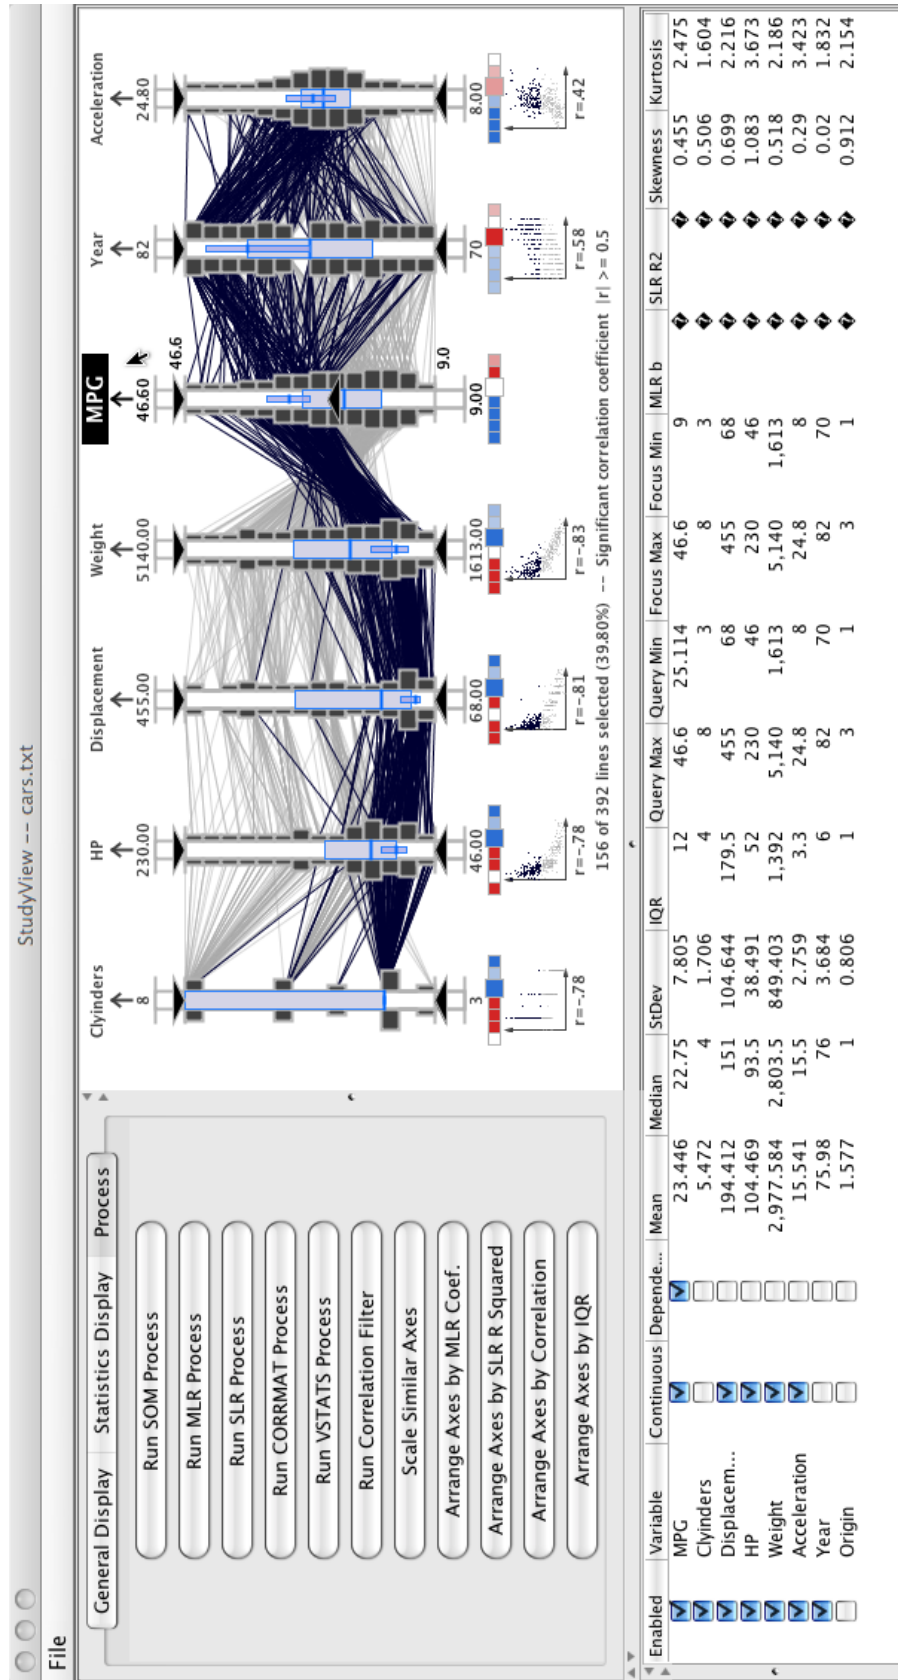 StudyView -- cars.txt
File
General Display Statistics Display Process
Run SOM Process
Run MLR Process
Run SLR Process
Run CORRMAT Process
Run VSTATS Process
Run Correlation Filter
Scale Similar Axes
Arrange Axes by MLR Coef.
Arrange Axes by SLR R Squared
Arrange Axes by Correlation
Arrange Axes by IQR
Clyinders HP Displacement Weight MPG Year Acceleration
8 230.00 455.00 5140.00 46.60 82 24.80
46.6
9.0
3 46.00 68.00 1613.00 9.00 70 8.00
r=-.78 r=-.78 r=-.81 r=-.83 r=.58 r=.42
156 of 392 lines selected (39.80%) -- Significant correlation coefficient |r| >= 0.5
Enabled Variable Continuous Depende... Mean Median StDev IQR Query Max Query Min Focus Max Focus Min MLR b SLR R2 Skewness Kurtosis
MPG 23.446 22.75 7.805 12 46.6 25.114 46.6 9 � � 0.455 2.475
Clyinders 5.472 4 1.706 4 8 3 8 3 � � 0.506 1.604
Displacem... 194.412 151 104.644 179.5 455 68 455 68 � � 0.699 2.216
HP 104.469 93.5 38.491 52 230 46 230 46 � � 1.083 3.673
Weight 2,977.584 2,803.5 849.403 1,392 5,140 1,613 5,140 1,613 � � 0.518 2.186
Acceleration 15.541 15.5 2.759 3.3 24.8 8 24.8 8 � � 0.29 3.423
Year 75.98 76 3.684 6 82 70 82 70 � � 0.02 1.832
Origin 1.577 1 0.806 1 3 1 3 1 � � 0.912 2.154